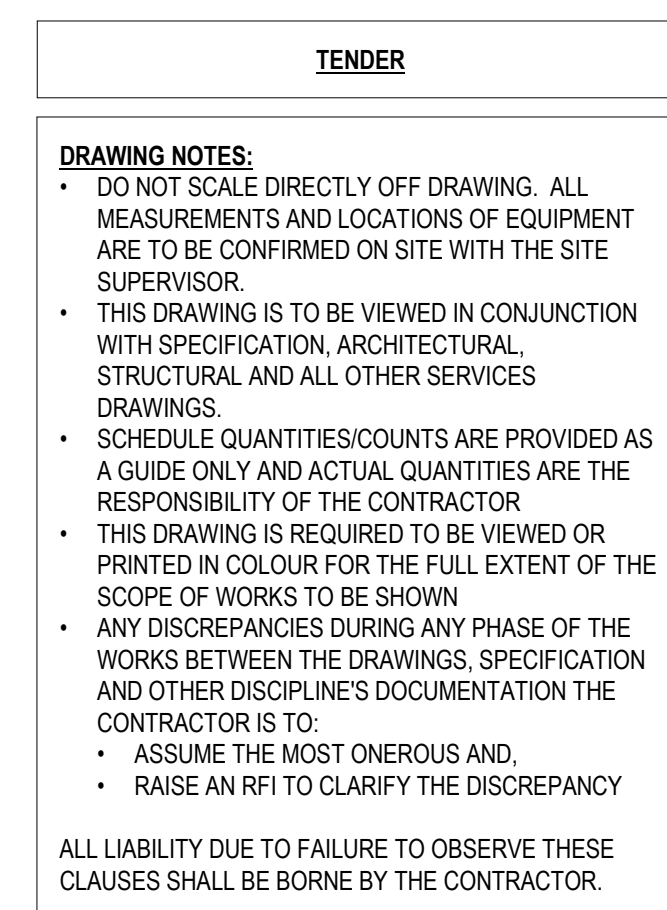 TENDER
DRAWING NOTES:
• DO NOT SCALE DIRECTLY OFF DRAWING.  ALL
MEASUREMENTS AND LOCATIONS OF EQUIPMENT
ARE TO BE CONFIRMED ON SITE WITH THE SITE
SUPERVISOR.
• THIS DRAWING IS TO BE VIEWED IN CONJUNCTION
WITH SPECIFICATION, ARCHITECTURAL,
STRUCTURAL AND ALL OTHER SERVICES
DRAWINGS.
• SCHEDULE QUANTITIES/COUNTS ARE PROVIDED AS
A GUIDE ONLY AND ACTUAL QUANTITIES ARE THE
RESPONSIBILITY OF THE CONTRACTOR
• THIS DRAWING IS REQUIRED TO BE VIEWED OR
PRINTED IN COLOUR FOR THE FULL EXTENT OF THE
SCOPE OF WORKS TO BE SHOWN
• ANY DISCREPANCIES DURING ANY PHASE OF THE
WORKS BETWEEN THE DRAWINGS, SPECIFICATION
AND OTHER DISCIPLINE'S DOCUMENTATION THE
CONTRACTOR IS TO:
• ASSUME THE MOST ONEROUS AND,
• RAISE AN RFI TO CLARIFY THE DISCREPANCY
ALL LIABILITY DUE TO FAILURE TO OBSERVE THESE
CLAUSES SHALL BE BORNE BY THE CONTRACTOR.